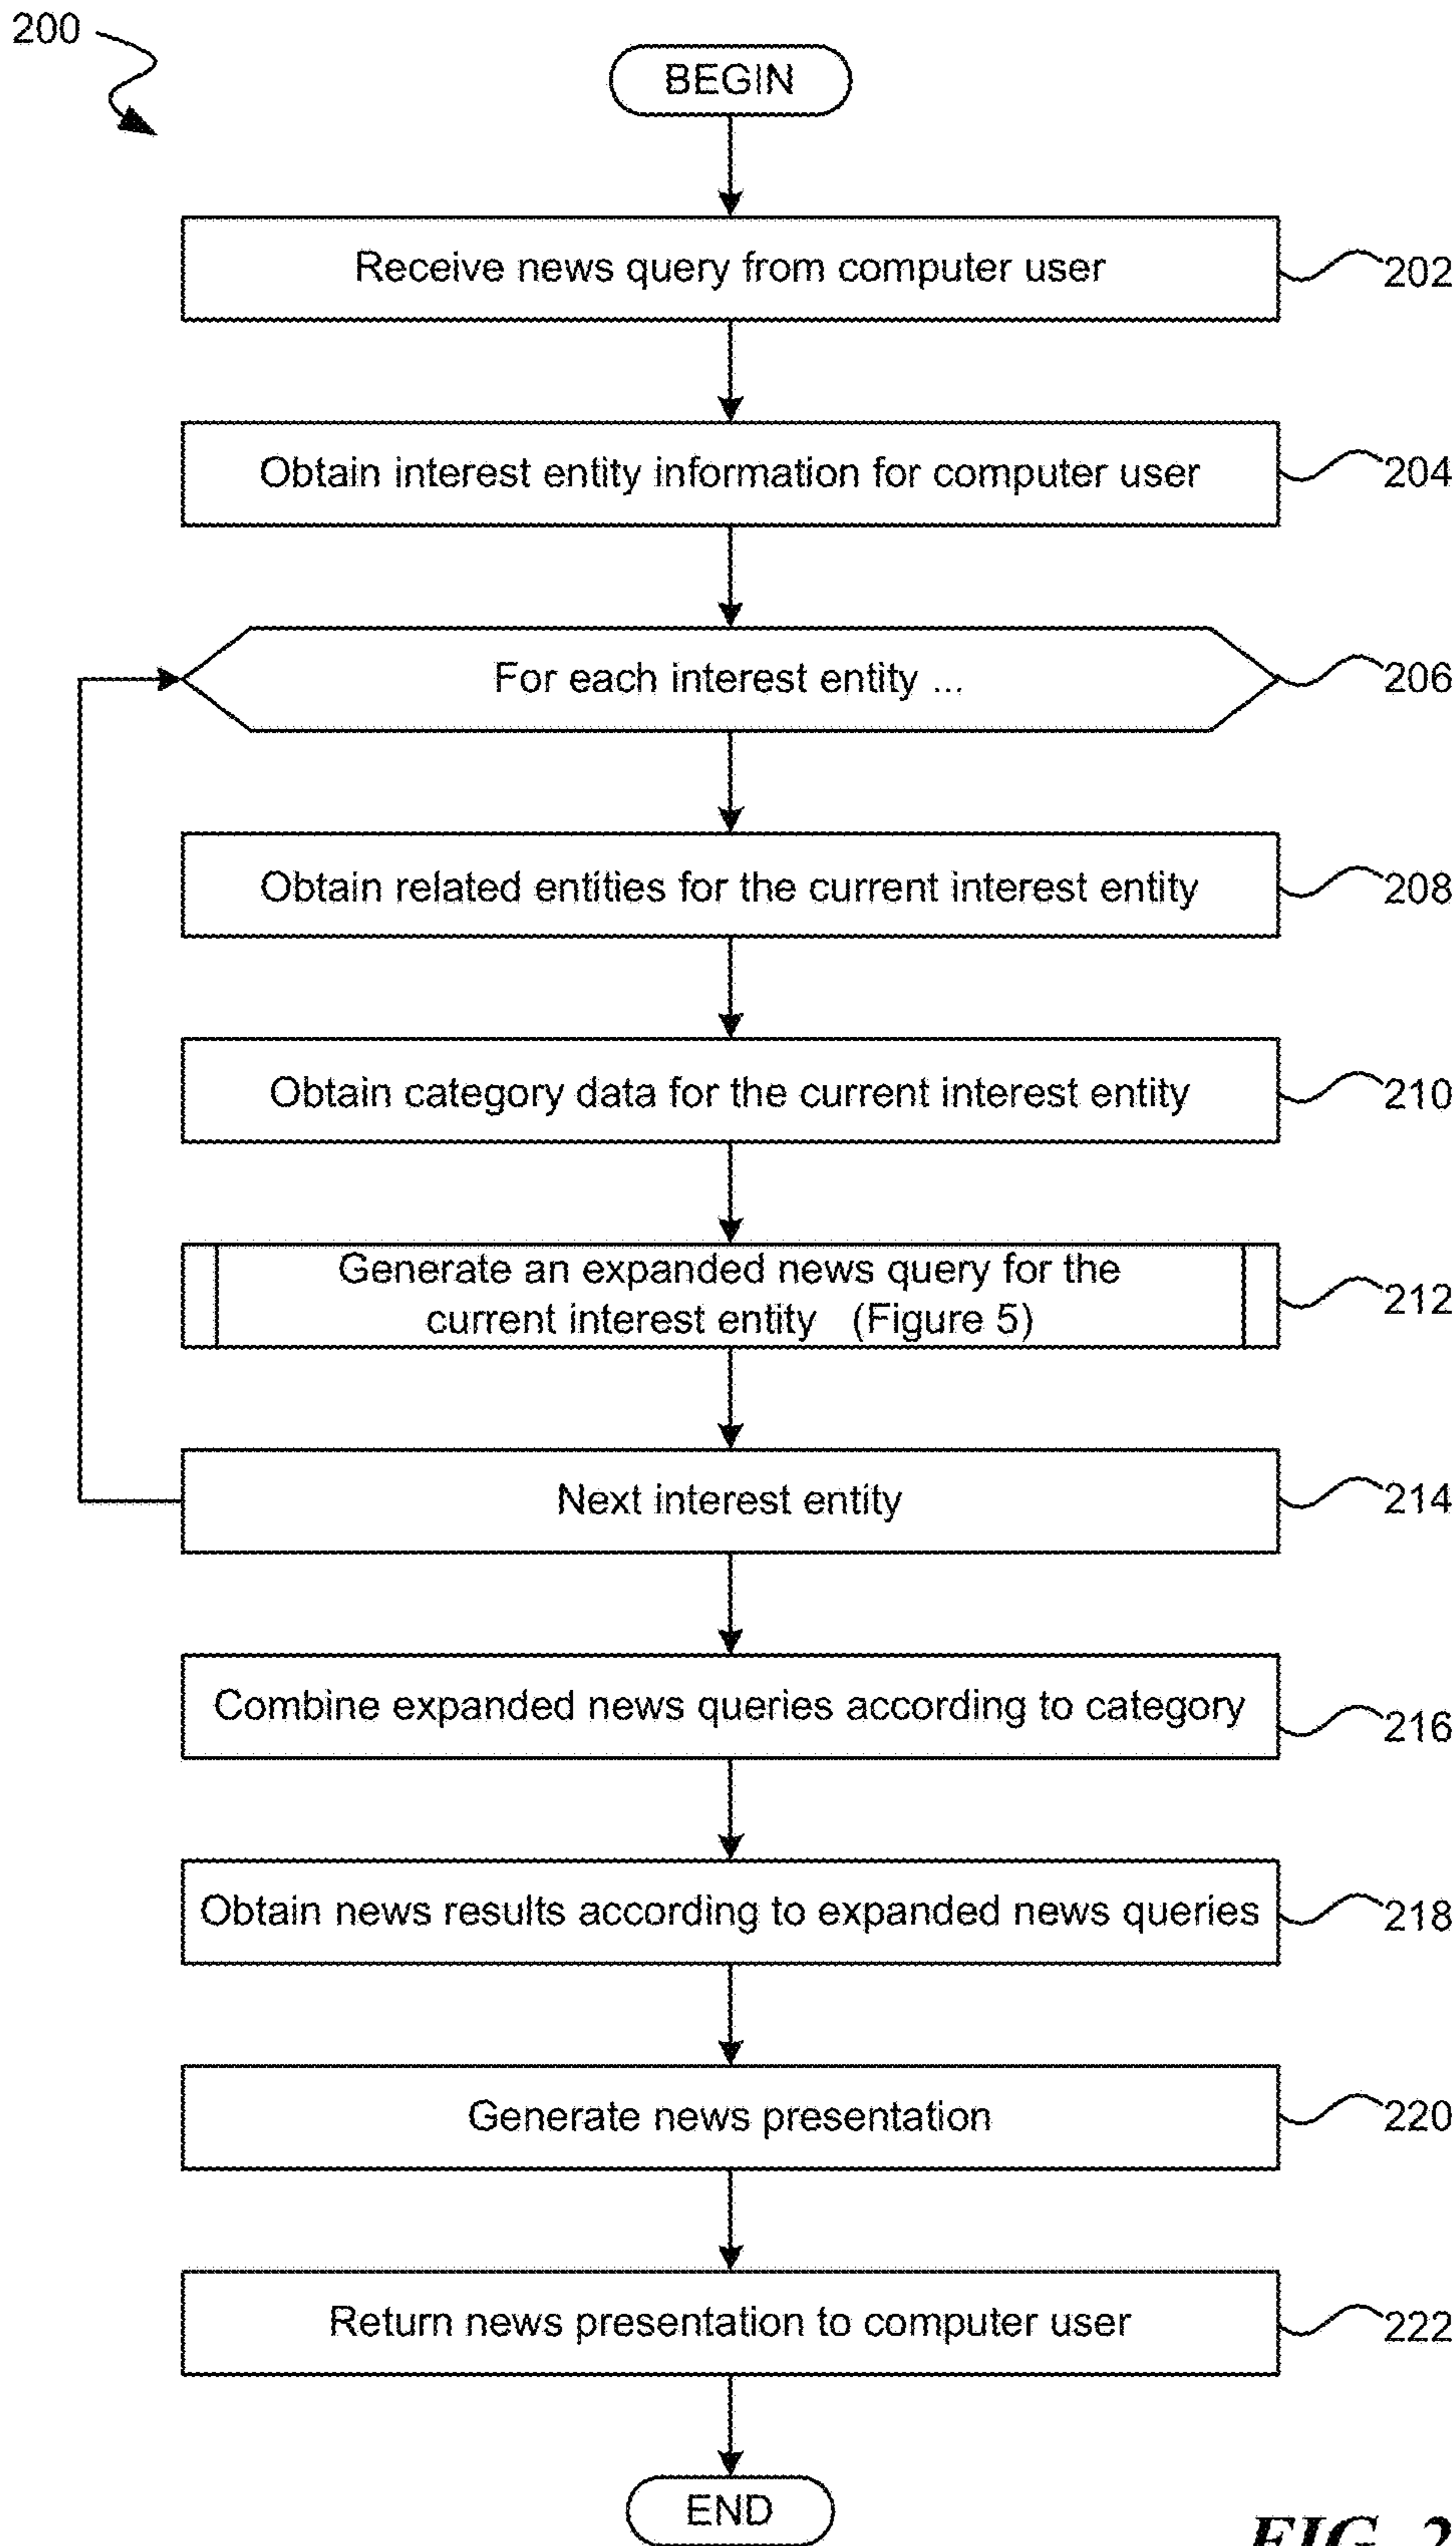 200
BEGIN
Receive news query from computer user
202
Obtain interest entity information for computer user
204
For each interest entity ...
206
Obtain related entities for the current interest entity
208
Obtain category data for the current interest entity
210
Generate an expanded news query for the
current interest entity (Figure 5)
212
Next interest entity
214
Combine expanded news queries according to category
216
Obtain news results according to expanded news queries
218
Generate news presentation
220
Return news presentation to computer user
222
END
FIG. 2